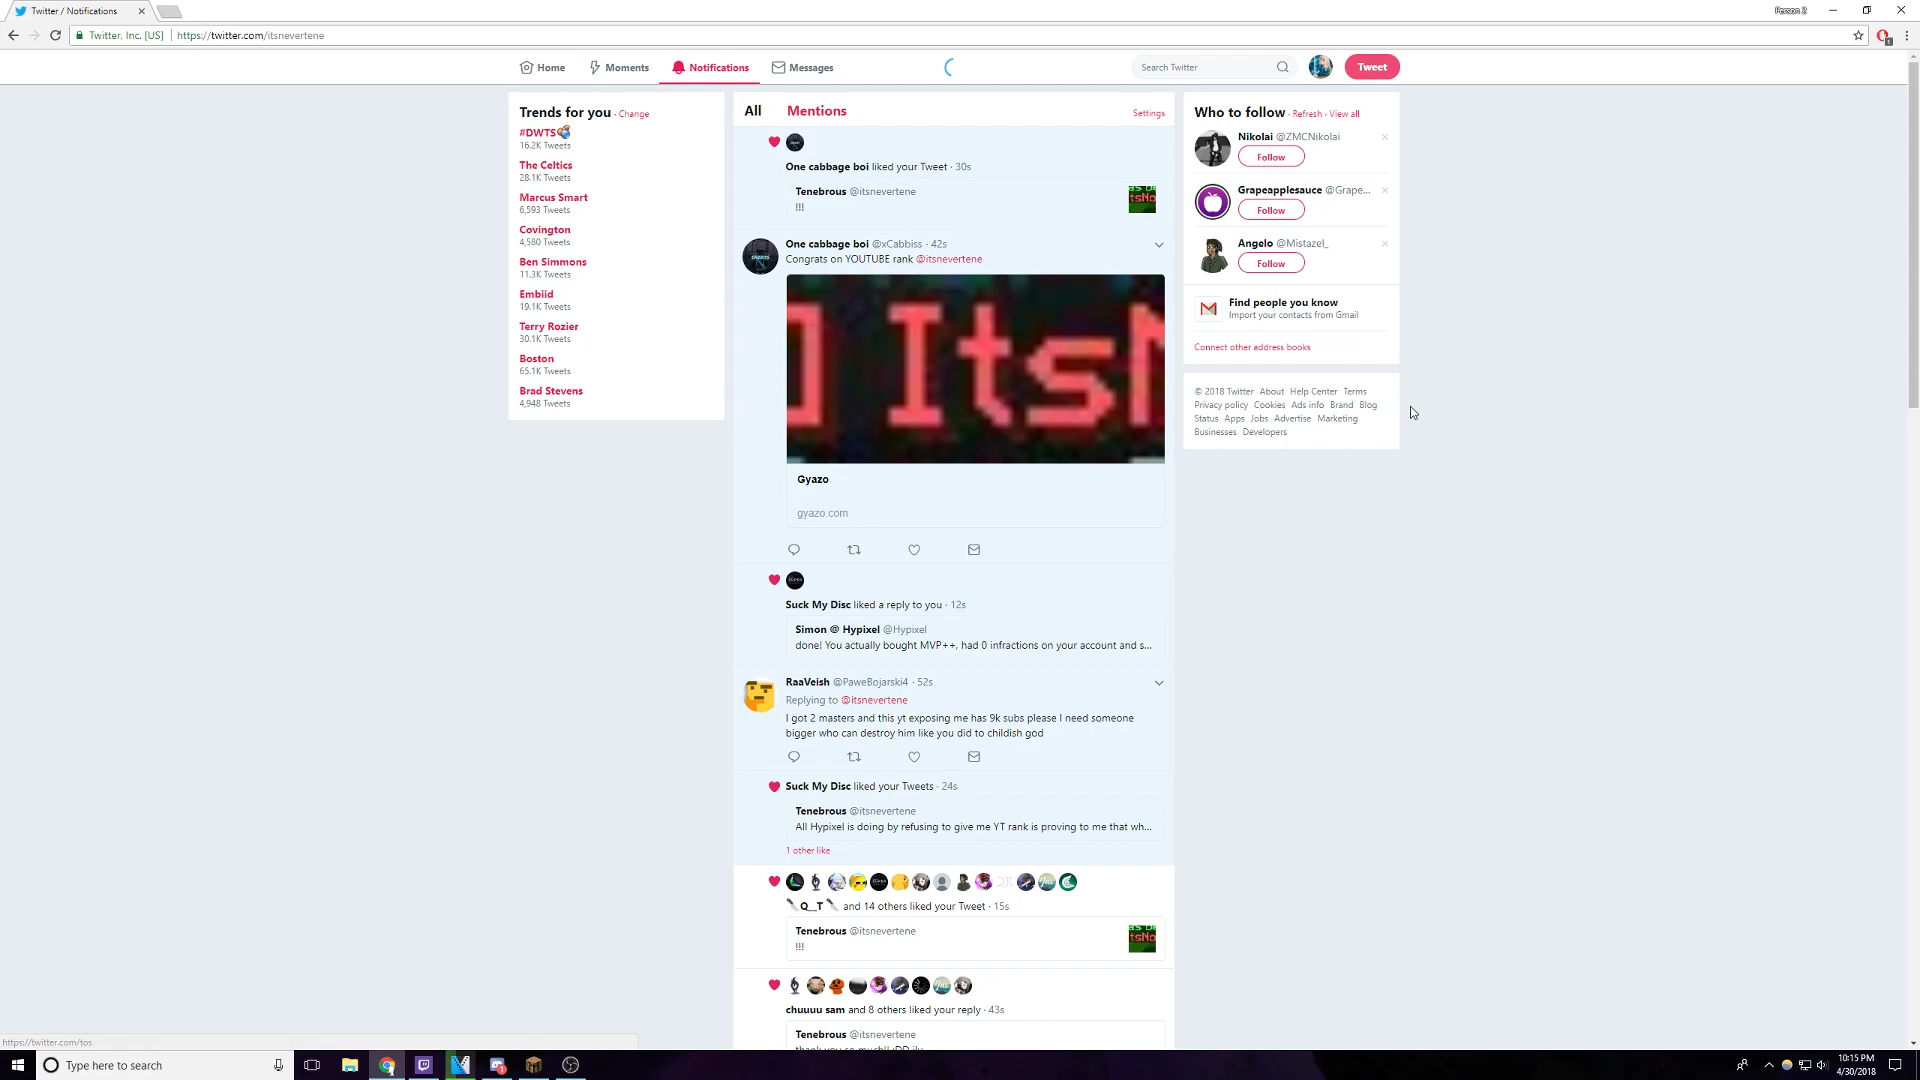 Twitter / Notifications
Person 2
Twitter, Inc. [US]
https://twitter.com/itsnevertene
Home
Moments
Notifications
Messages
Search Twitter
Tweet
Trends for you · Change
#DWTS
16.2K Tweets
The Celtics
28.1K Tweets
Marcus Smart
6,593 Tweets
Covington
4,580 Tweets
Ben Simmons
11.3K Tweets
Embiid
19.1K Tweets
Terry Rozier
30.1K Tweets
Boston
65.1K Tweets
Brad Stevens
4,948 Tweets
All
Mentions
Settings
One cabbage boi liked your Tweet · 30s
Tenebrous @itsnevertene
!!!
One cabbage boi @xCabbiss · 42s
Congrats on YOUTUBE rank @itsnevertene
] ItsN
Gyazo
gyazo.com
Suck My Disc liked a reply to you · 12s
Simon @ Hypixel @Hypixel
done! You actually bought MVP++, had 0 infractions on your account and s...
RaaVeish @PaweBojarski4 · 52s
Replying to @itsnevertene
I got 2 masters and this yt exposing me has 9k subs please I need someone
bigger who can destroy him like you did to childish god
Suck My Disc liked your Tweets · 24s
Tenebrous @itsnevertene
All Hypixel is doing by refusing to give me YT rank is proving to me that wh...
1 other like
Q__T and 14 others liked your Tweet · 15s
Tenebrous @itsnevertene
!!!
chuuuu sam and 8 others liked your reply · 43s
Tenebrous @itsnevertene
Who to follow · Refresh · View all
Nikolai @ZMCNikolai
Follow
Grapeapplesauce @Grape...
Follow
Angelo @Mistazel_
Follow
Find people you know
Import your contacts from Gmail
Connect other address books
© 2018 Twitter About Help Center Terms
Privacy policy Cookies Ads info Brand Blog
Status Apps Jobs Advertise Marketing
Businesses Developers
https://twitter.com/tos
Type here to search
10:15 PM
4/30/2018